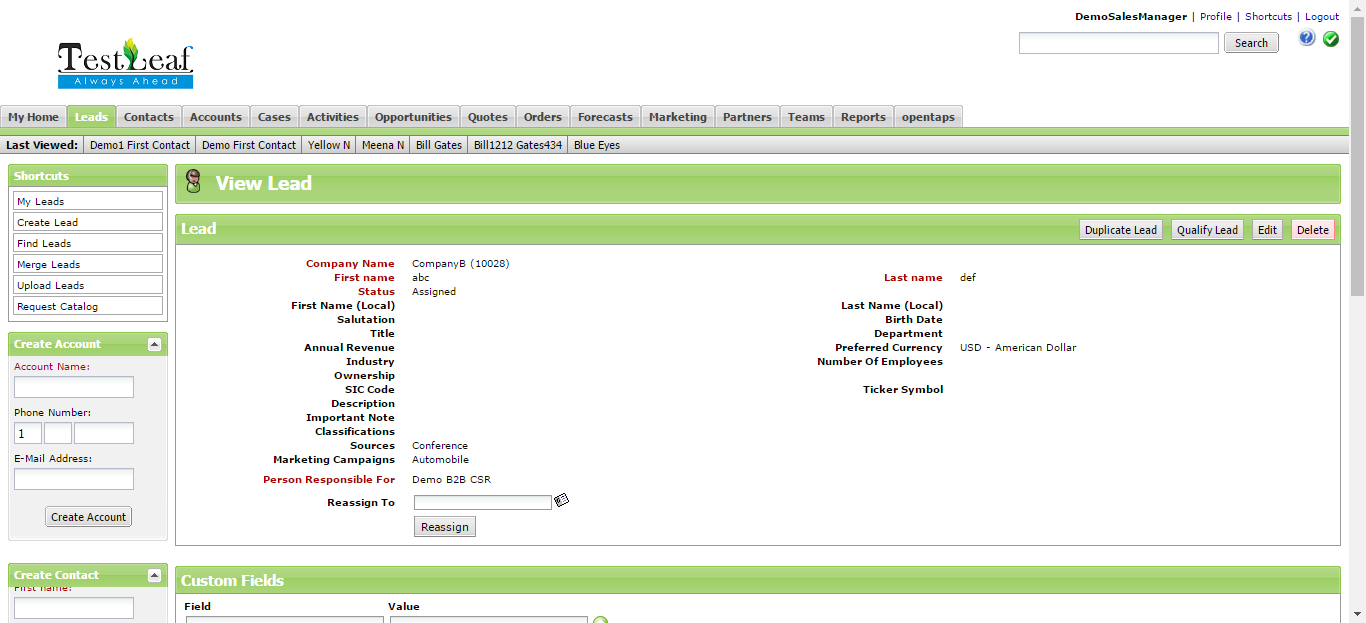 DemoSalesManager | Profile | Shortcuts | Logout
Search
TestLeaf
Always Ahead
My Home Leads Contacts Accounts Cases Activities Opportunities Quotes Orders Forecasts Marketing Partners Teams Reports opentaps
Last Viewed: Demo1 First Contact Demo First Contact Yellow N Meena N Bill Gates Bill1212 Gates434 Blue Eyes
Shortcuts
My Leads
Create Lead
Find Leads
Merge Leads
Upload Leads
Request Catalog
Create Account
Account Name:
Phone Number:
1
E-Mail Address:
Create Account
Create Contact
First name:
View Lead
Lead
Duplicate Lead Qualify Lead Edit Delete
Company Name CompanyB (10028)
First name abc Last name def
Status Assigned
First Name (Local) Last Name (Local)
Salutation Birth Date
Title Department
Annual Revenue Preferred Currency USD - American Dollar
Industry Number Of Employees
Ownership
SIC Code Ticker Symbol
Description
Important Note
Classifications
Sources Conference
Marketing Campaigns Automobile
Person Responsible For Demo B2B CSR
Reassign To
Reassign
Custom Fields
Field Value